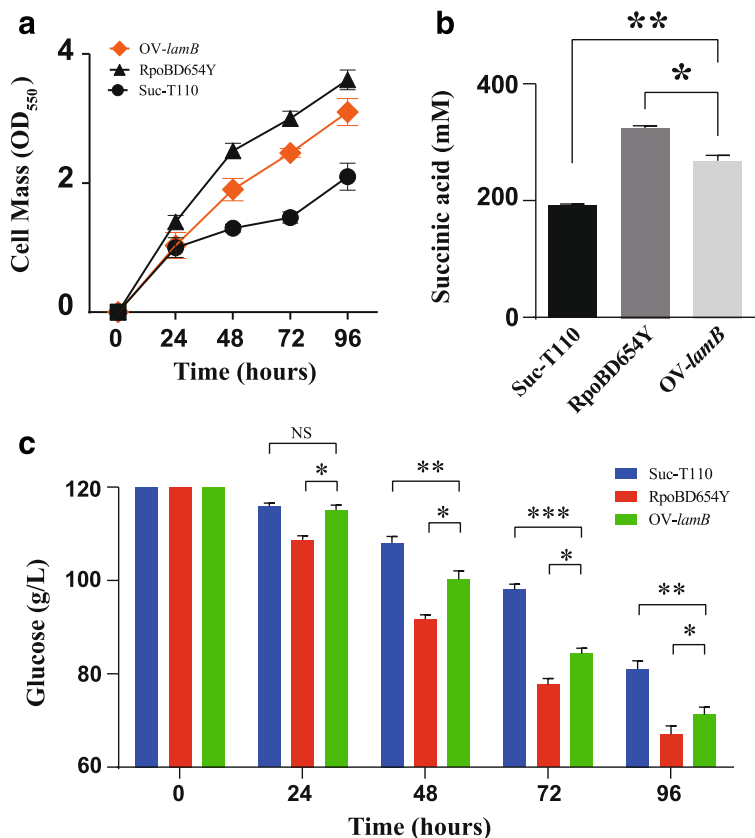 a
OV-lamB
RpoBD654Y
Suc-T110
Cell Mass (OD550)
4
2
0
0 24 48 72 96
Time (hours)
b
**
*
Succinic acid (mM)
400
200
0
Suc-T110
RpoBD654Y
OV-lamB
c
Suc-T110
RpoBD654Y
OV-lamB
NS
*
**
*
***
*
**
*
Glucose (g/L)
120
100
80
60
0 24 48 72 96
Time (hours)